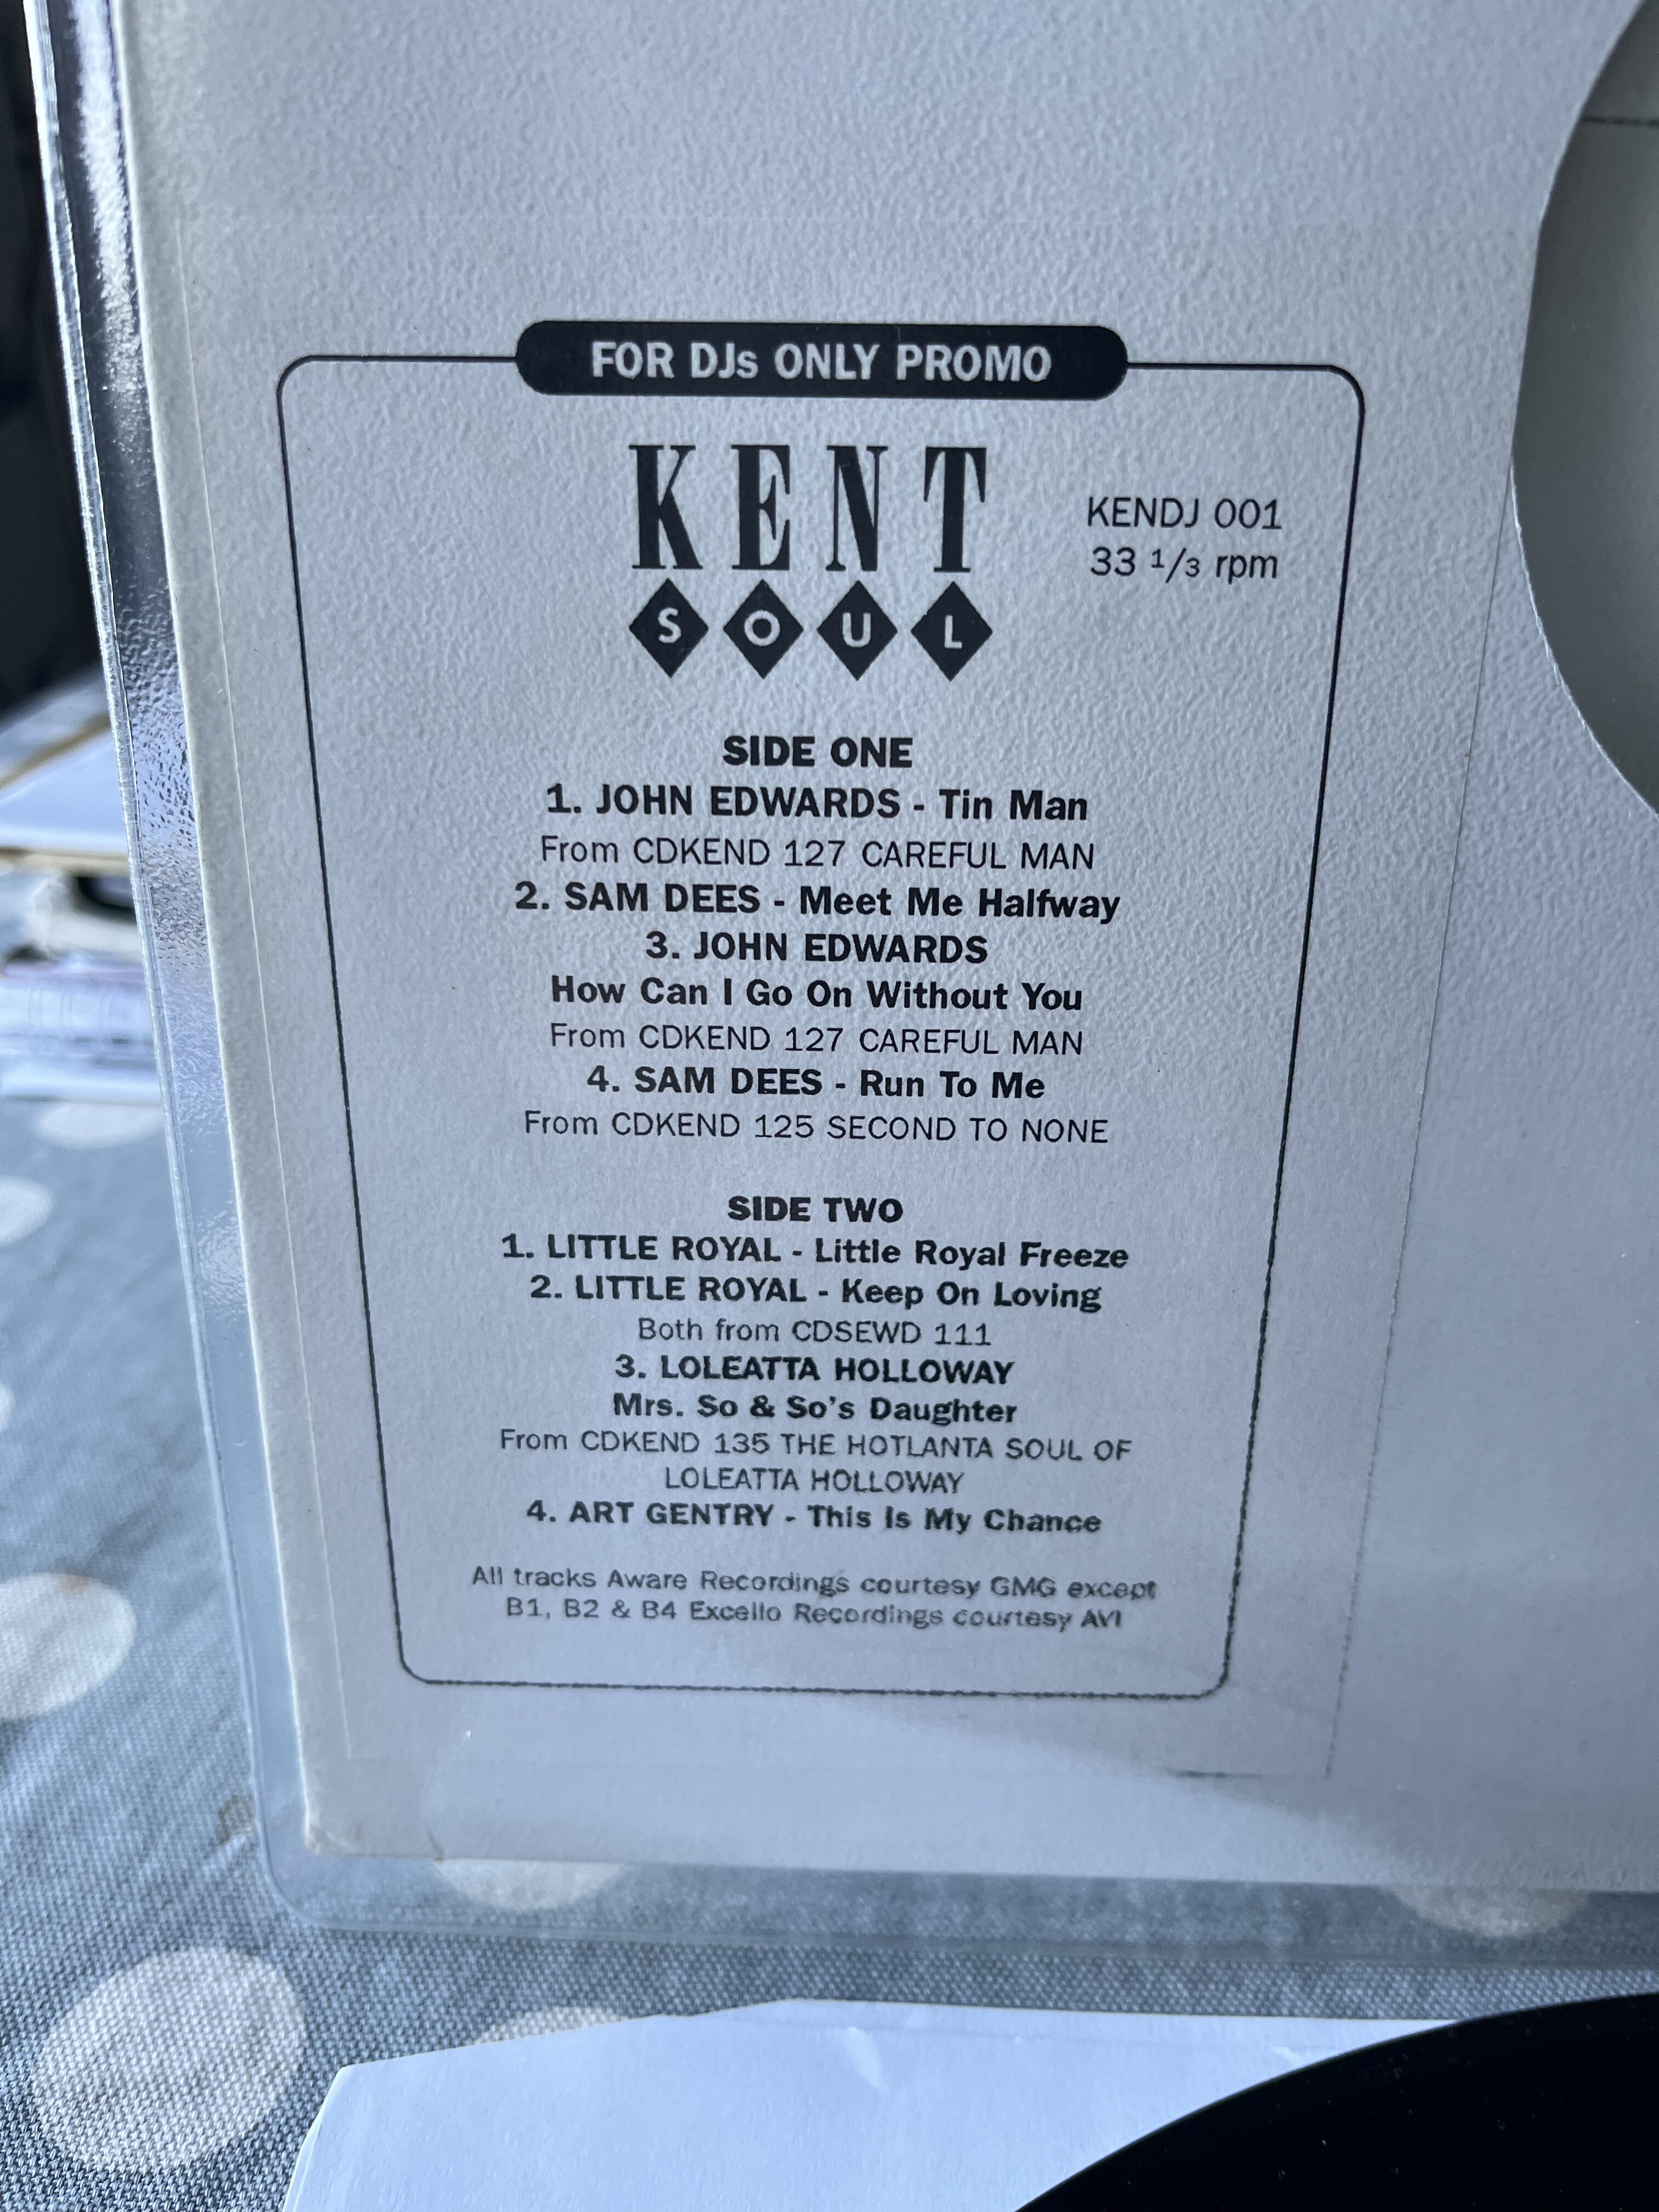 FOR DJs ONLY PROMO
KENT
SOUL
KENDJ 001
33 1/3 rpm
SIDE ONE
1. JOHN EDWARDS - Tin Man
From CDKEND 127 CAREFUL MAN
2. SAM DEES - Meet Me Halfway
3. JOHN EDWARDS
How Can I Go On Without You
From CDKEND 127 CAREFUL MAN
4. SAM DEES - Run To Me
From CDKEND 125 SECOND TO NONE
SIDE TWO
1. LITTLE ROYAL - Little Royal Freeze
2. LITTLE ROYAL - Keep On Loving
Both from CDSEWD 111
3. LOLEATTA HOLLOWAY
Mrs. So & So's Daughter
From CDKEND 135 THE HOTLANTA SOUL OF
LOLEATTA HOLLOWAY
4. ART GENTRY - This Is My Chance
All tracks Aware Recordings courtesy GMG except
B1, B2 & B4 Excello Recordings courtesy AVI